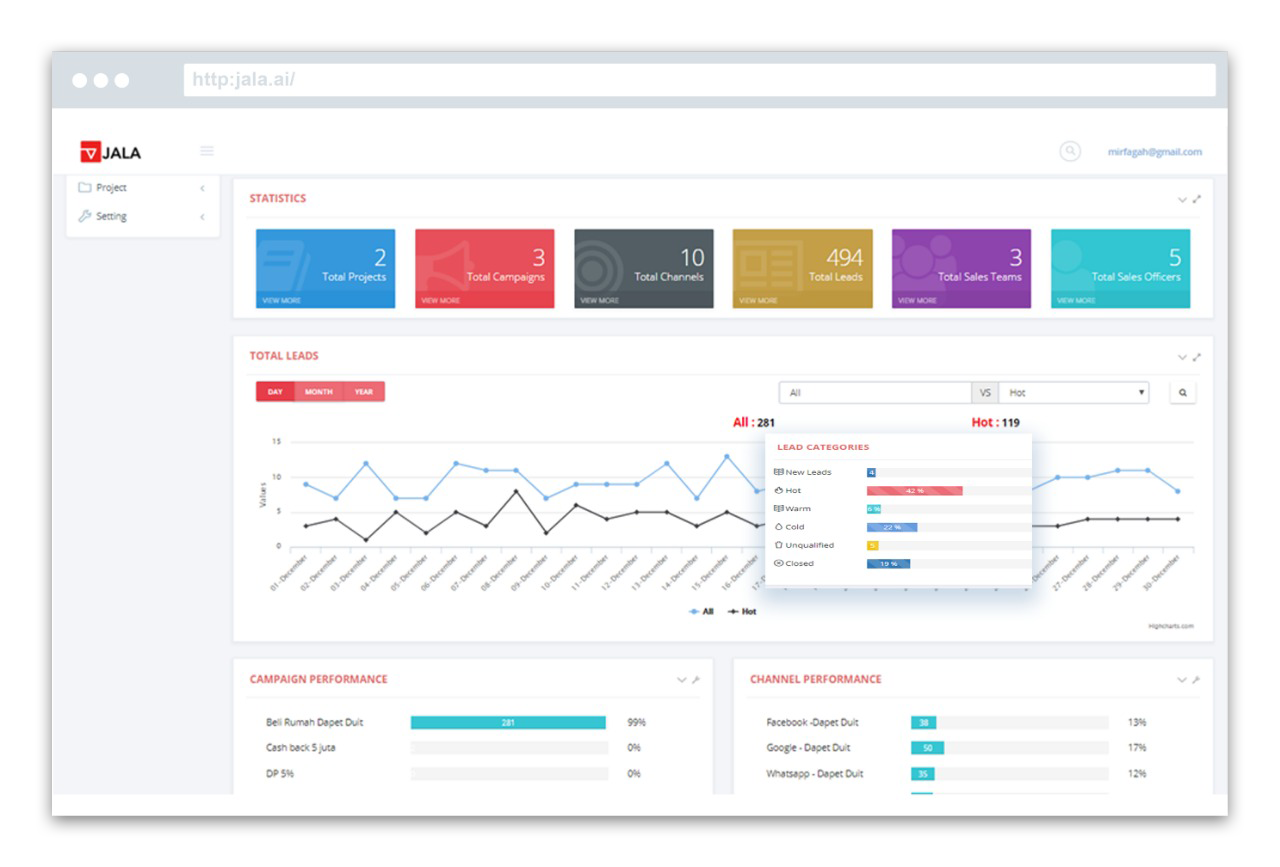 http:jala.ai/
JALA
mirfagah@gmail.com
Project
Setting
STATISTICS
2
Total Projects
VIEW MORE
3
Total Campaigns
VIEW MORE
10
Total Channels
VIEW MORE
494
Total Leads
VIEW MORE
3
Total Sales Teams
VIEW MORE
5
Total Sales Officers
VIEW MORE
TOTAL LEADS
DAY MONTH YEAR
All VS Hot
All : 281 Hot : 119
Values
15
10
5
0
01-December
02-December
03-December
04-December
05-December
06-December
07-December
08-December
09-December
10-December
11-December
12-December
13-December
14-December
15-December
16-December
27-December
28-December
29-December
30-December
All Hot
Highcharts.com
LEAD CATEGORIES
New Leads 4
Hot 42 %
Warm 6 %
Cold 22 %
Unqualified 5
Closed 19 %
CAMPAIGN PERFORMANCE
Beli Rumah Dapet Duit 281 99%
Cash back 5 juta 0%
DP 5% 0%
CHANNEL PERFORMANCE
Facebook -Dapet Duit 38 13%
Google - Dapet Duit 50 17%
Whatsapp - Dapet Duit 35 12%